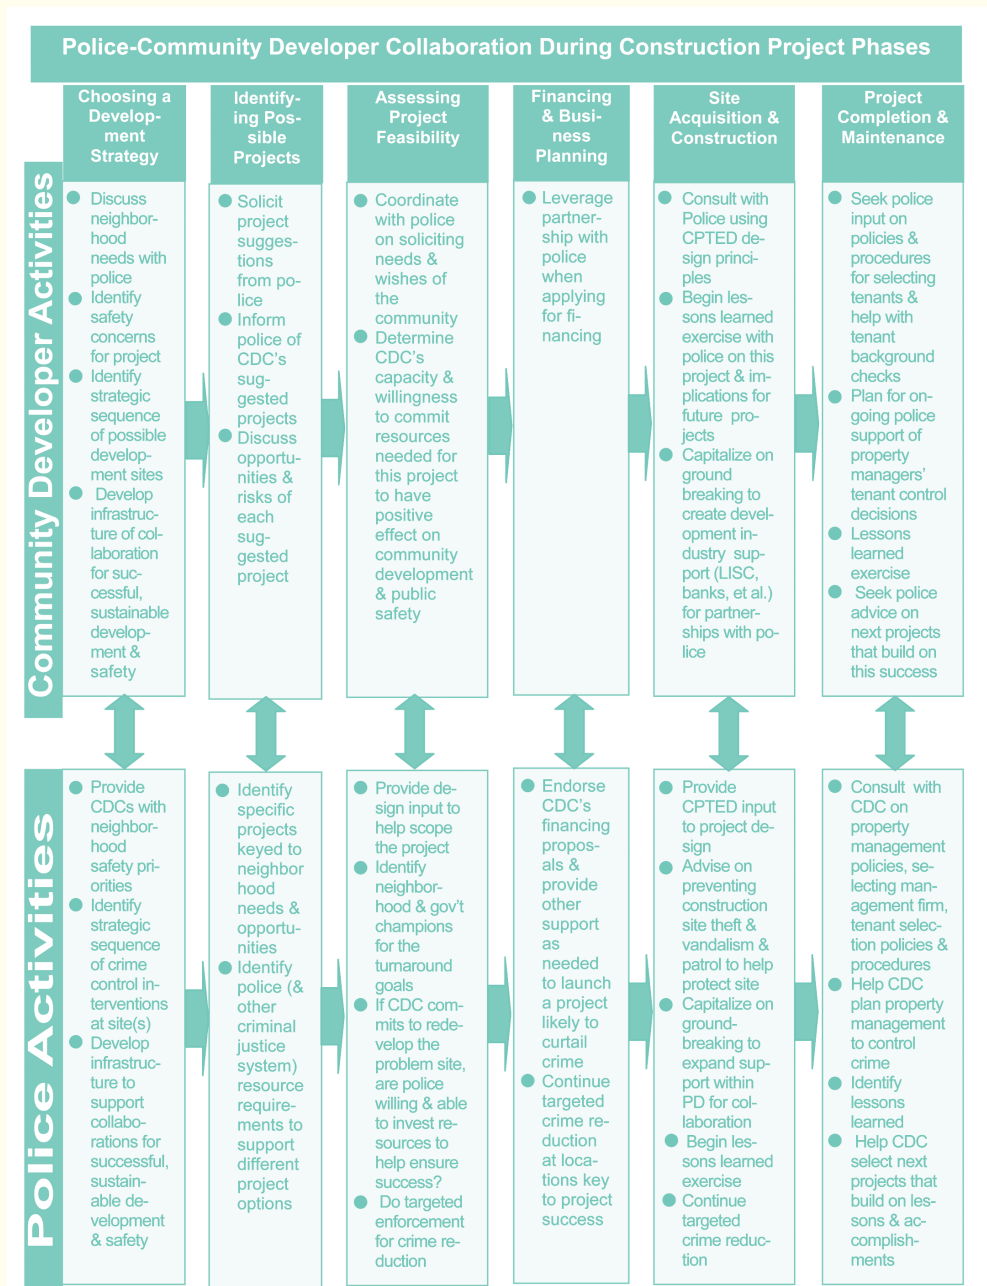 Police-Community Developer Collaboration During Construction Project Phases
Choosing a
Develop-
ment
Strategy
Identify-
ing Pos-
sible
Projects
Assessing
Project
Feasibility
Financing
& Busi-
ness
Planning
Site
Acquisition &
Construction
Project
Completion &
Maintenance
Community Developer Activities
● Discuss
neighbor-
hood
needs with
police
● Identify
safety
concerns
for project
● Identify
strategic
sequence
of possible
develop-
ment sites
● Develop
infrastruc-
ture of col-
laboration
for suc-
cessful,
sustainable
develop-
ment &
safety
● Solicit
project
sugges-
tions
from po-
lice
● Inform
police of
CDC's
sug-
gested
projects
● Discuss
opportu-
nities &
risks of
each
sug-
gested
project
● Coordinate
with police
on soliciting
needs &
wishes of
the
community
● Determine
CDC's
capacity &
willingness
to commit
resources
needed for
this project
to have
positive
effect on
community
development
& public
safety
● Leverage
partner-
ship with
police
when
applying
for fi-
nancing
● Consult with
Police using
CPTED de-
sign princi-
ples
● Begin les-
sons learned
exercise with
police on this
project & im-
plications for
future pro-
jects
● Capitalize on
ground
breaking to
create devel-
opment in-
dustry sup-
port (LISC,
banks, et al.)
for partner-
ships with po-
lice
● Seek police
input on
policies &
procedures
for selecting
tenants &
help with
tenant
background
checks
● Plan for on-
going police
support of
property
managers'
tenant control
decisions
● Lessons
learned
exercise
● Seek police
advice on
next projects
that build on
this success
Police Activities
● Provide
CDCs with
neighbor-
hood
safety pri-
orities
● Identify
strategic
sequence
of crime
control in-
terventions
at site(s)
● Develop
infrastruc-
ture to
support
collabo-
rations for
successful,
sustain-
able de-
velopment
& safety
● Identify
specific
projects
keyed to
neighbor
hood
needs &
opportu-
nities
● Identify
police (&
other
criminal
justice
system)
resource
require-
ments to
support
different
project
options
● Provide de-
sign input to
help scope
the project
● Identify
neighbor-
hood & gov't
champions
for the
turnaround
goals
● If CDC com-
mits to rede-
velop the
problem site,
are police
willing & able
to invest re-
sources to
help ensure
success?
● Do targeted
enforcement
for crime re-
duction
● Endorse
CDC's
financing
propos-
als &
provide
other
support
as
needed
to launch
a project
likely to
curtail
crime
● Continue
targeted
crime re-
duction
at loca-
tions key
to project
success
● Provide
CPTED input
to project de-
sign
● Advise on
preventing
construction
site theft &
vandalism &
patrol to help
protect site
● Capitalize on
ground-
breaking to
expand sup-
port within
PD for col-
laboration
● Begin les-
sons learned
exercise
● Continue
targeted
crime reduc-
tion
● Consult with
CDC on
property
management
policies, se-
lecting man-
agement firm,
tenant selec-
tion policies &
procedures
● Help CDC
plan property
management
to control
crime
● Identify
lessons
learned
● Help CDC
select next
projects that
build on les-
sons & ac-
complish-
ments